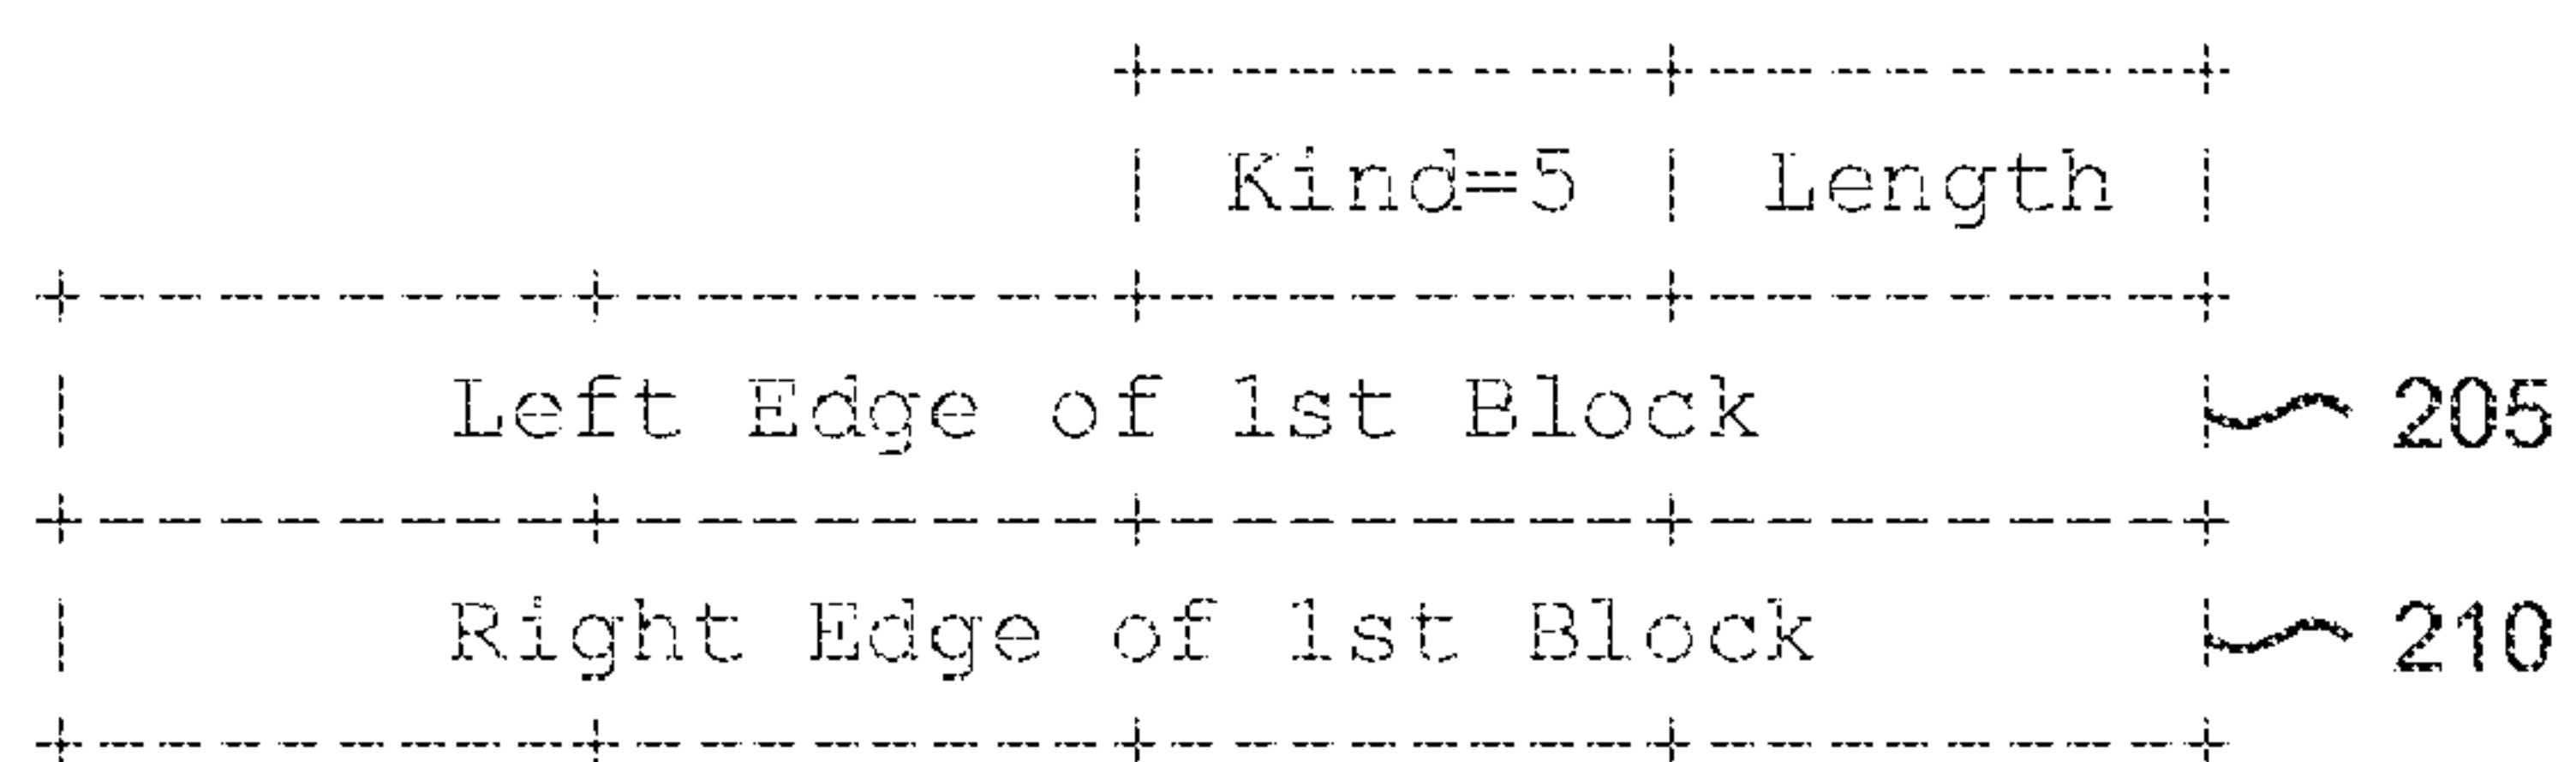 Kind=5 Length
Left Edge of 1st Block 205
Right Edge of 1st Block 210